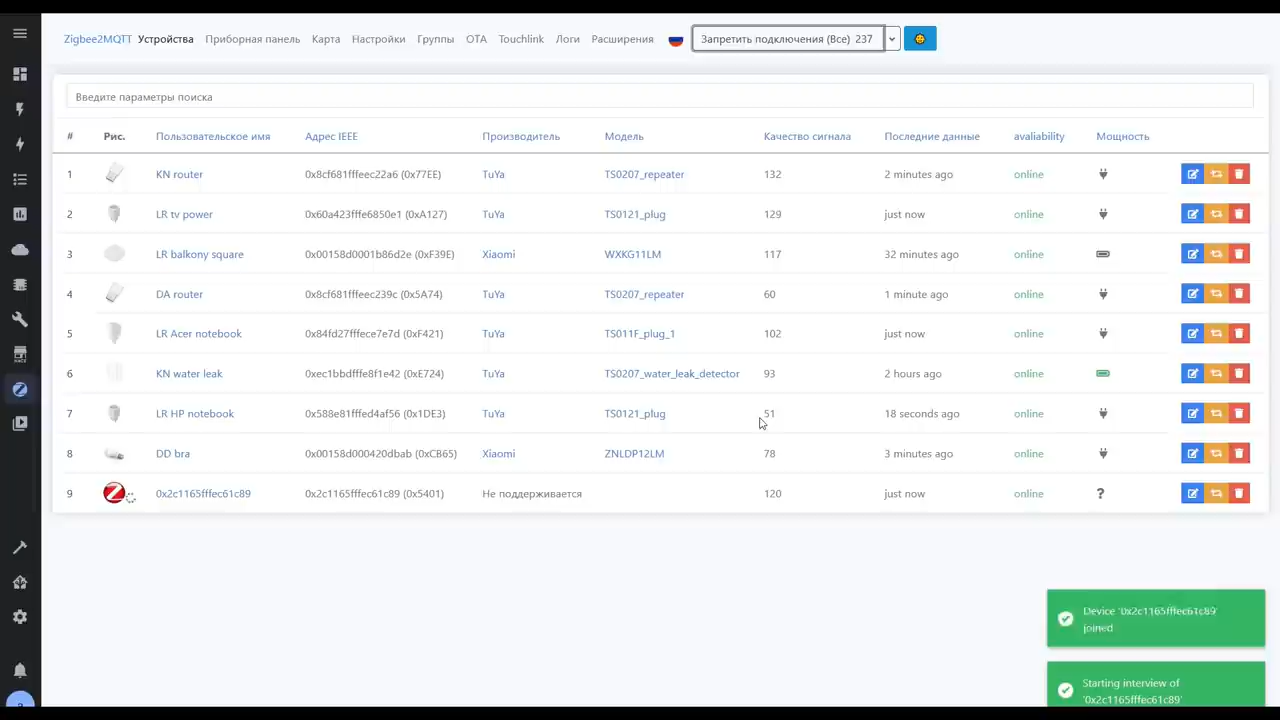 Zigbee2MQTT Устройства Приборная панель Карта Настройки Группы OTA Touchlink Логи Расширения Запретить подключения (Все) 237
Введите параметры поиска
# Рис. Пользовательское имя Адрес IEEE Производитель Модель Качество сигнала Последние данные avaliability Мощность
1 KN router 0x8cf681fffeec22a6 (0x77EE) TuYa TS0207_repeater 132 2 minutes ago online
2 LR tv power 0x60a423fffe6850e1 (0xA127) TuYa TS0121_plug 129 just now online
3 LR balkony square 0x00158d0001b86d2e (0xF39E) Xiaomi WXKG11LM 117 32 minutes ago online
4 DA router 0x8cf681fffeec239c (0x5A74) TuYa TS0207_repeater 60 1 minute ago online
5 LR Acer notebook 0x84fd27fffece7e7d (0xF421) TuYa TS011F_plug_1 102 just now online
6 KN water leak 0xec1bbdfffe8f1e42 (0xE724) TuYa TS0207_water_leak_detector 93 2 hours ago online
7 LR HP notebook 0x588e81fffed4af56 (0x1DE3) TuYa TS0121_plug 51 18 seconds ago online
8 DD bra 0x00158d000420dbab (0xCB65) Xiaomi ZNLDP12LM 78 3 minutes ago online
9 0x2c1165fffec61c89 0x2c1165fffec61c89 (0x5401) Не поддерживается 120 just now online ?
Device '0x2c1165fffec61c89'
joined
Starting interview of
'0x2c1165fffec61c89'